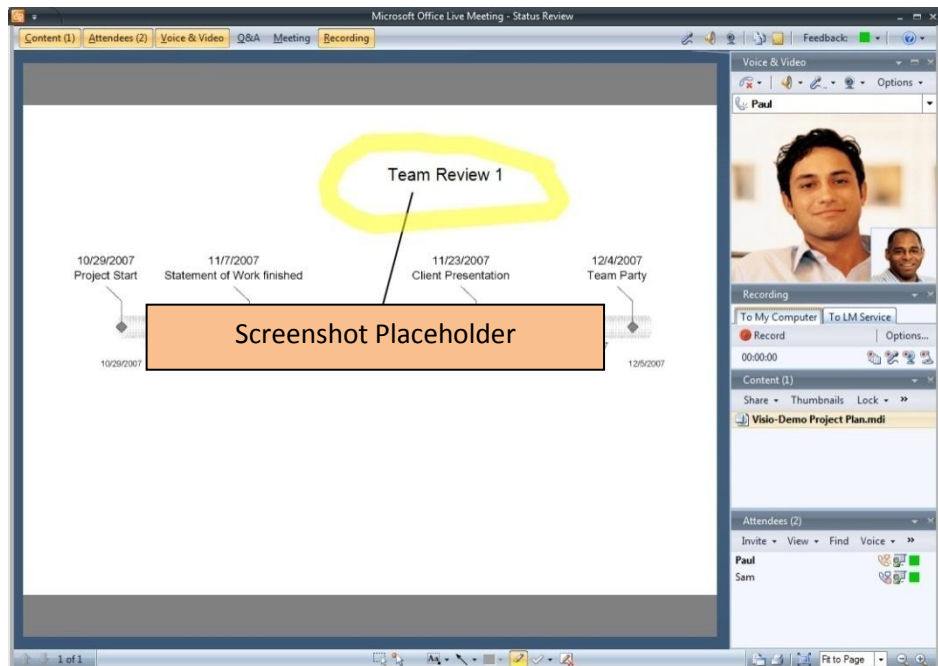 Microsoft Office Live Meeting - Status Review
Content (1) Attendees (2) Voice & Video Q&A Meeting Recording Feedback:
Voice & Video
Options
Paul
Team Review 1
10/29/2007
Project Start
11/7/2007
Statement of Work finished
11/23/2007
Client Presentation
12/4/2007
Team Party
Screenshot Placeholder
10/29/2007
12/5/2007
Recording
To My Computer To LM Service
Record Options...
00:00:00
Content (1)
Share Thumbnails Lock »
Visio-Demo Project Plan.mdi
Attendees (2)
Invite View Find Voice »
Paul
Sam
1 of 1
Aa
Fit to Page